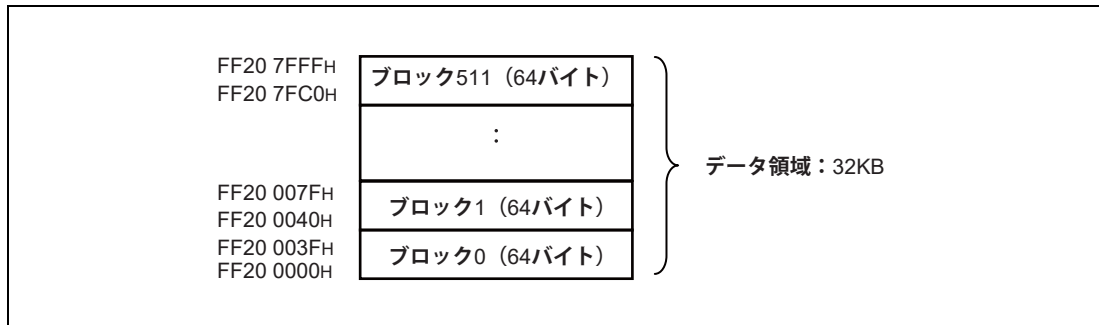 FF20 7FFFH
ブロック511（64バイト）
FF20 7FC0H
：
データ領域：32KB
FF20 007FH
ブロック1（64バイト）
FF20 0040H
FF20 003FH
ブロック0（64バイト）
FF20 0000H